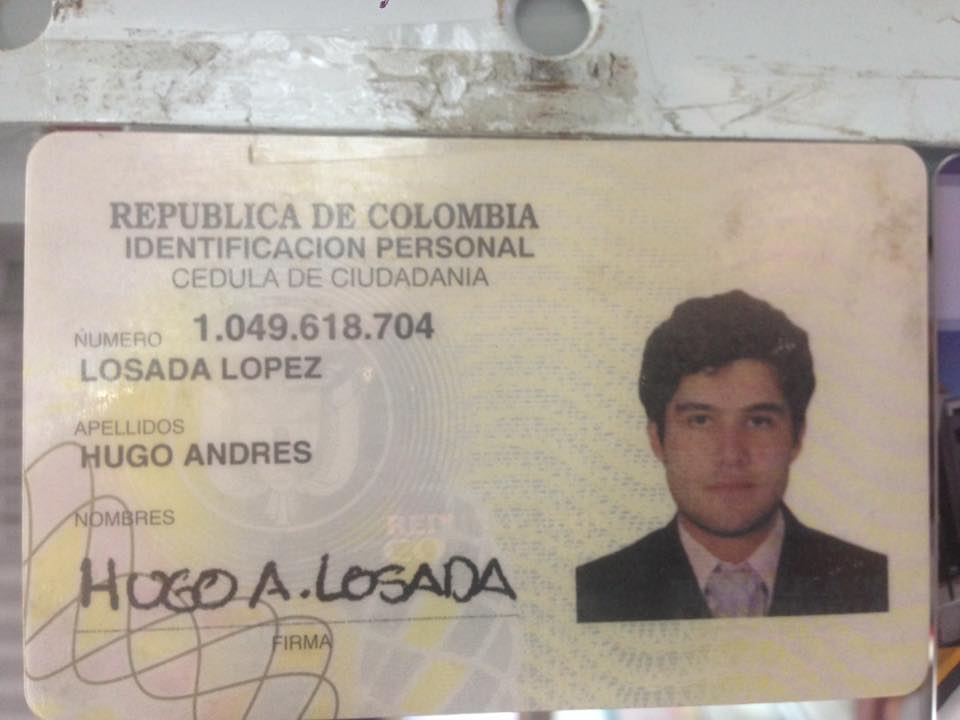 REPUBLICA DE COLOMBIA
IDENTIFICACION PERSONAL
CEDULA DE CIUDADANIA
NUMERO 1.049.618.704
LOSADA LOPEZ
APELLIDOS
HUGO ANDRES
NOMBRES
HUGO A. LOSADA
FIRMA